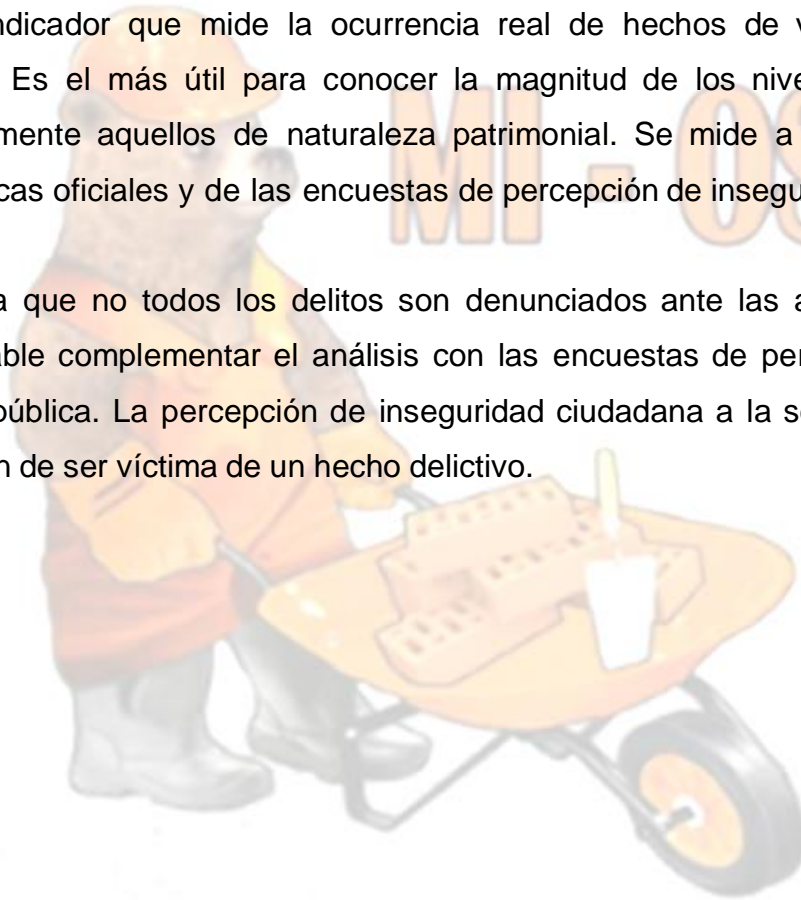 ndicador que mide la ocurrencia real de hechos de v
Es el más útil para conocer la magnitud de los nive
mente aquellos de naturaleza patrimonial. Se mide a
cas oficiales y de las encuestas de percepción de insegu
MI - OS
a que no todos los delitos son denunciados ante las a
able complementar el análisis con las encuestas de per
pública. La percepción de inseguridad ciudadana a la s
n de ser víctima de un hecho delictivo.